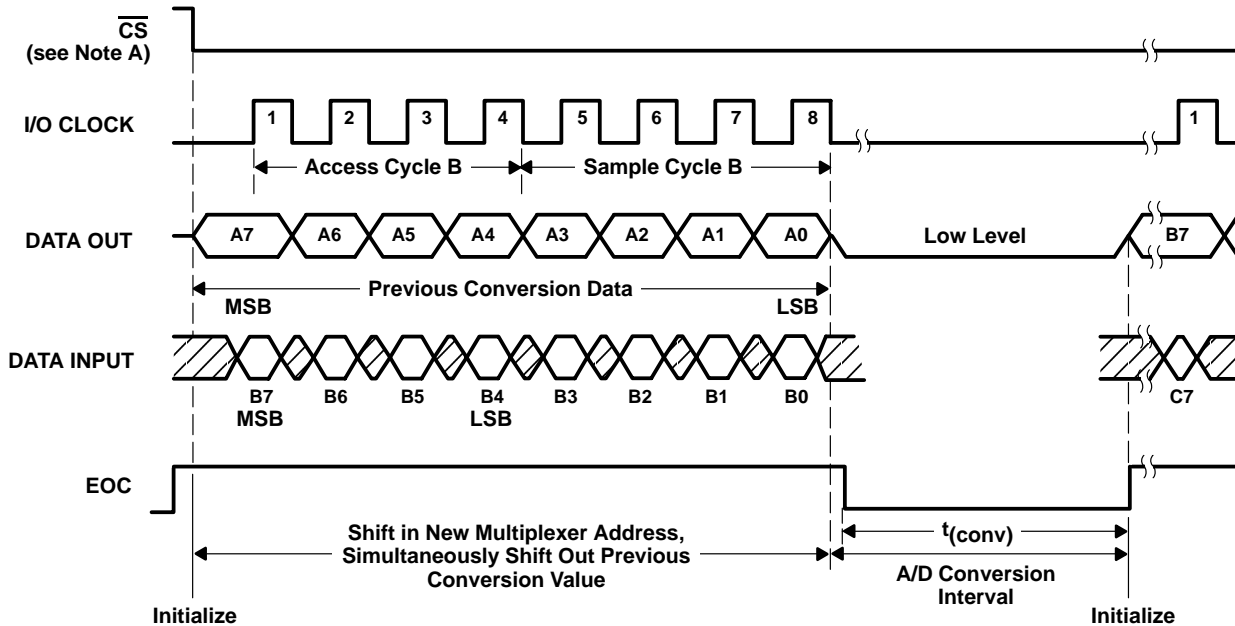 CS
(see Note A)
I/O CLOCK
1 2 3 4 5 6 7 8 1
Access Cycle B Sample Cycle B
DATA OUT
A7 A6 A5 A4 A3 A2 A1 A0 Low Level B7
Previous Conversion Data
MSB LSB
DATA INPUT
B7 B6 B5 B4 B3 B2 B1 B0 C7
MSB LSB
EOC
Shift in New Multiplexer Address,
Simultaneously Shift Out Previous
Conversion Value
t(conv)
A/D Conversion
Interval
Initialize Initialize